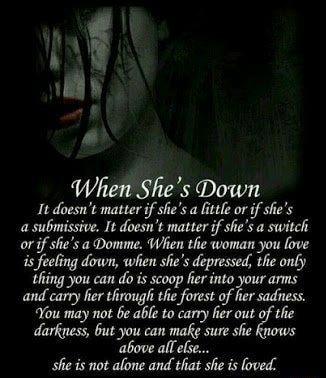 When She's Down
It doesn't matter if she's a little or if she's
a submissive. It doesn't matter if she's a switch
or if she's a Domme. When the woman you love
is feeling down, when she's depressed, the only
thing you can do is scoop her into your arms
and carry her through the forest of her sadness.
You may not be able to carry her out of the
darkness, but you can make sure she knows
above all else...
she is not alone and that she is loved.